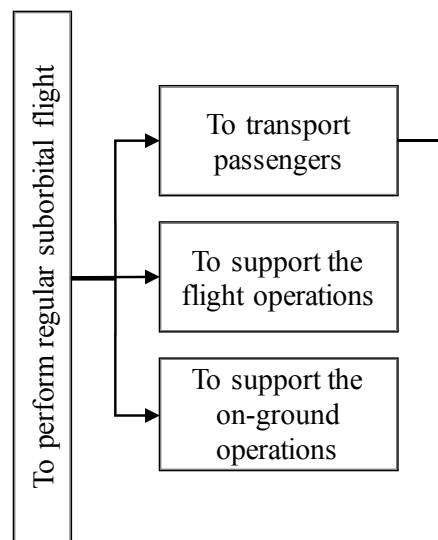 To perform regular suborbital flight
To transport
passengers
To support the
flight operations
To support the
on-ground
operations